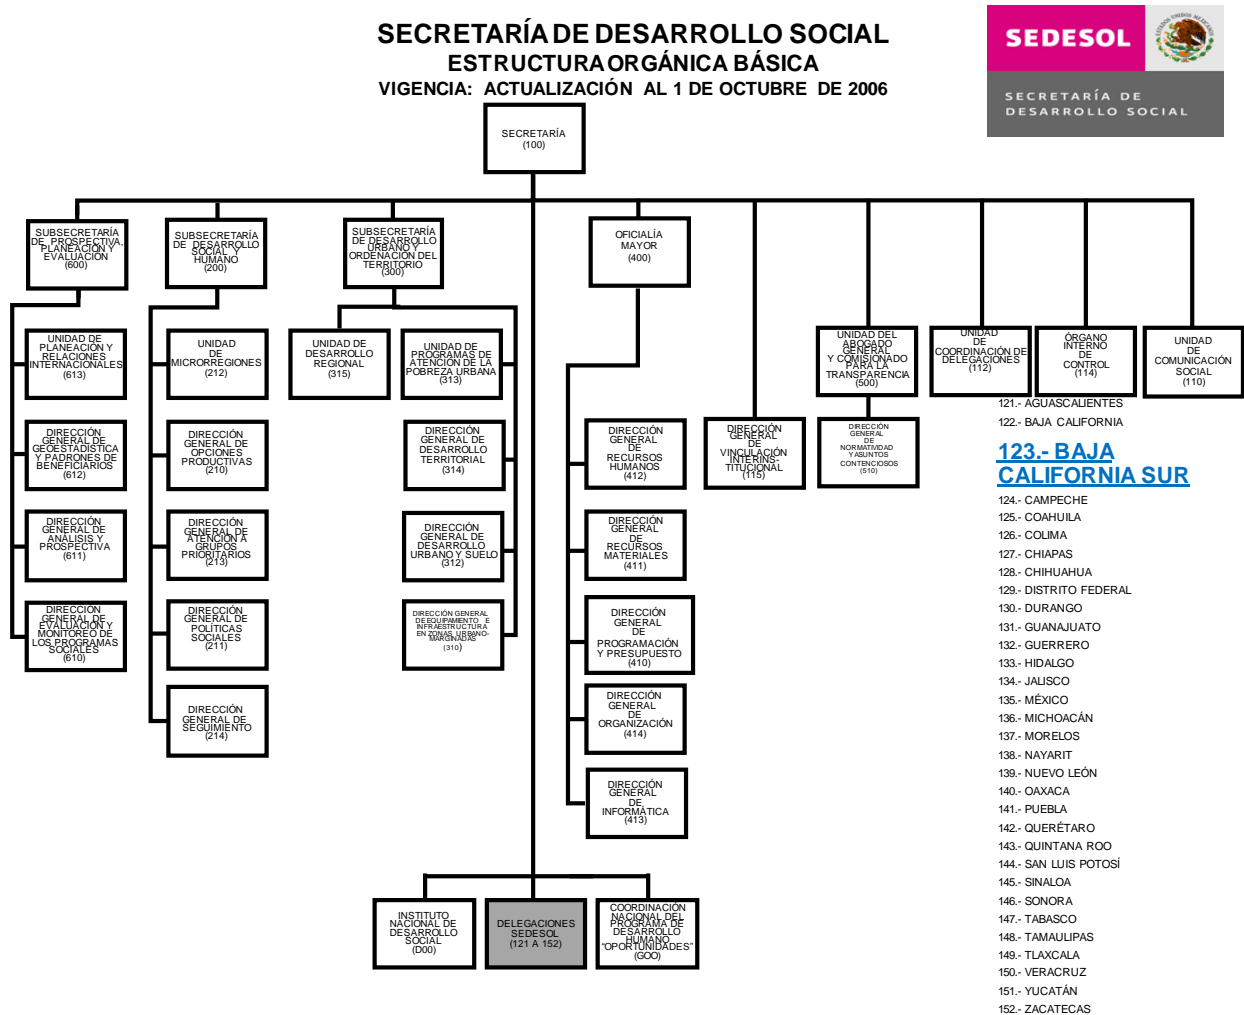 SECRETARÍA DE DESARROLLO SOCIAL
ESTRUCTURA ORGÁNICA BÁSICA
VIGENCIA: ACTUALIZACIÓN AL 1 DE OCTUBRE DE 2006
SEDESOL
ESTADOS UNIDOS MEXICANOS
SECRETARÍA DE
DESARROLLO SOCIAL
SECRETARÍA
(100)
SUBSECRETARÍA
DE PROSPECTIVA,
PLANEACIÓN Y
EVALUACIÓN
(600)
SUBSECRETARÍA
DE DESARROLLO
SOCIAL Y
HUMANO
(200)
SUBSECRETARÍA
DE DESARROLLO
URBANO Y
ORDENACIÓN DEL
TERRITORIO
(300)
OFICIALÍA
MAYOR
(400)
UNIDAD DE
PLANEACIÓN Y
RELACIONES
INTERNACIONALES
(613)
UNIDAD
DE
MICRORREGIONES
(212)
UNIDAD DE
DESARROLLO
REGIONAL
(315)
UNIDAD DE
PROGRAMAS DE
ATENCIÓN DE LA
POBREZA URBANA
(313)
UNIDAD DEL
ABOGADO
GENERAL
Y COMISIONADO
PARA LA
TRANSPARENCIA
(500)
UNIDAD
DE
COORDINACIÓN DE
DELEGACIONES
(112)
ÓRGANO
INTERNO
DE
CONTROL
(114)
UNIDAD
DE
COMUNICACIÓN
SOCIAL
(110)
DIRECCIÓN
GENERAL DE
GEOESTADÍSTICA
Y PADRONES DE
BENEFICIARIOS
(612)
DIRECCIÓN
GENERAL DE
OPCIONES
PRODUCTIVAS
(210)
DIRECCIÓN
GENERAL DE
DESARROLLO
TERRITORIAL
(314)
DIRECCIÓN
GENERAL
DE
RECURSOS
HUMANOS
(412)
DIRECCIÓN
GENERAL
DE
VINCULACIÓN
INTERINS-
TITUCIONAL
(115)
DIRECCIÓN
GENERAL
DE
NORMATIVIDAD
Y ASUNTOS
CONTENCIOSOS
(510)
DIRECCIÓN
GENERAL DE
ANÁLISIS Y
PROSPECTIVA
(611)
DIRECCIÓN
GENERAL DE
ATENCIÓN A
GRUPOS
PRIORITARIOS
(213)
DIRECCIÓN
GENERAL DE
DESARROLLO
URBANO Y SUELO
(312)
DIRECCIÓN
GENERAL
DE
RECURSOS
MATERIALES
(411)
DIRECCIÓN
GENERAL DE
EVALUACIÓN Y
MONITOREO DE
LOS PROGRAMAS
SOCIALES
(610)
DIRECCIÓN
GENERAL DE
POLÍTICAS
SOCIALES
(211)
DIRECCIÓN GENERAL
DE EQUIPAMIENTO E
INFRAESTRUCTURA
EN ZONAS URBANO-
MARGINADAS
(310)
DIRECCIÓN
GENERAL
DE
PROGRAMACIÓN
Y PRESUPUESTO
(410)
DIRECCIÓN
GENERAL DE
SEGUIMIENTO
(214)
DIRECCIÓN
GENERAL
DE
ORGANIZACIÓN
(414)
DIRECCIÓN
GENERAL
DE
INFORMÁTICA
(413)
INSTITUTO
NACIONAL DE
DESARROLLO
SOCIAL
(D00)
DELEGACIONES
SEDESOL
(121 A 152)
COORDINACIÓN
NACIONAL DEL
PROGRAMA DE
DESARROLLO
HUMANO
"OPORTUNIDADES"
(GOO)
121.- AGUASCALIENTES
122.- BAJA CALIFORNIA
123.- BAJA
CALIFORNIA SUR
124.- CAMPECHE
125.- COAHUILA
126.- COLIMA
127.- CHIAPAS
128.- CHIHUAHUA
129.- DISTRITO FEDERAL
130.- DURANGO
131.- GUANAJUATO
132.- GUERRERO
133.- HIDALGO
134.- JALISCO
135.- MÉXICO
136.- MICHOACÁN
137.- MORELOS
138.- NAYARIT
139.- NUEVO LEÓN
140.- OAXACA
141.- PUEBLA
142.- QUERÉTARO
143.- QUINTANA ROO
144.- SAN LUIS POTOSÍ
145.- SINALOA
146.- SONORA
147.- TABASCO
148.- TAMAULIPAS
149.- TLAXCALA
150.- VERACRUZ
151.- YUCATÁN
152.- ZACATECAS